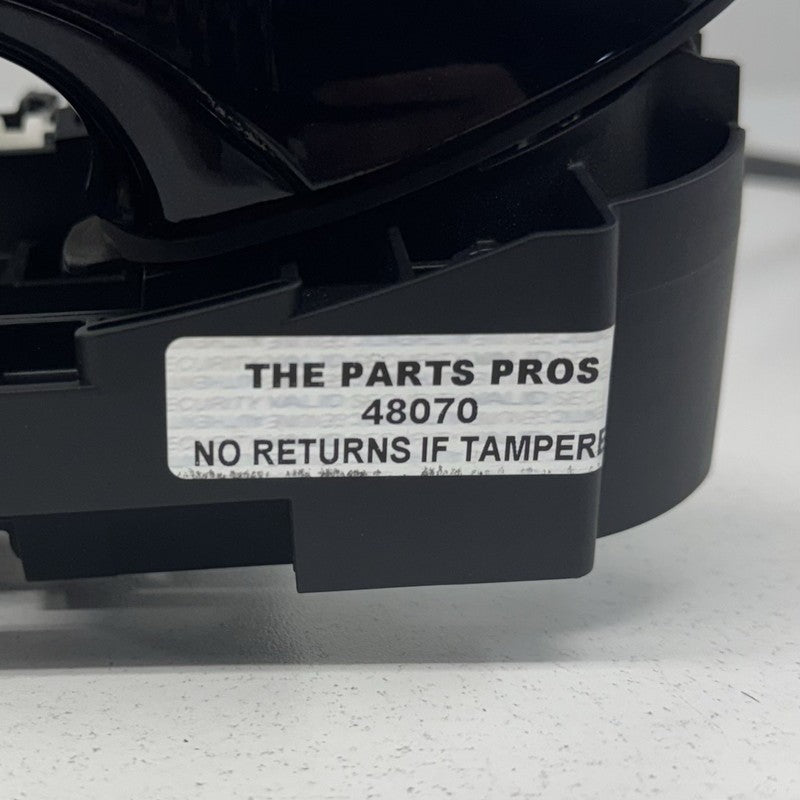 THE PARTS PROS
48070
NO RETURNS IF TAMPERE